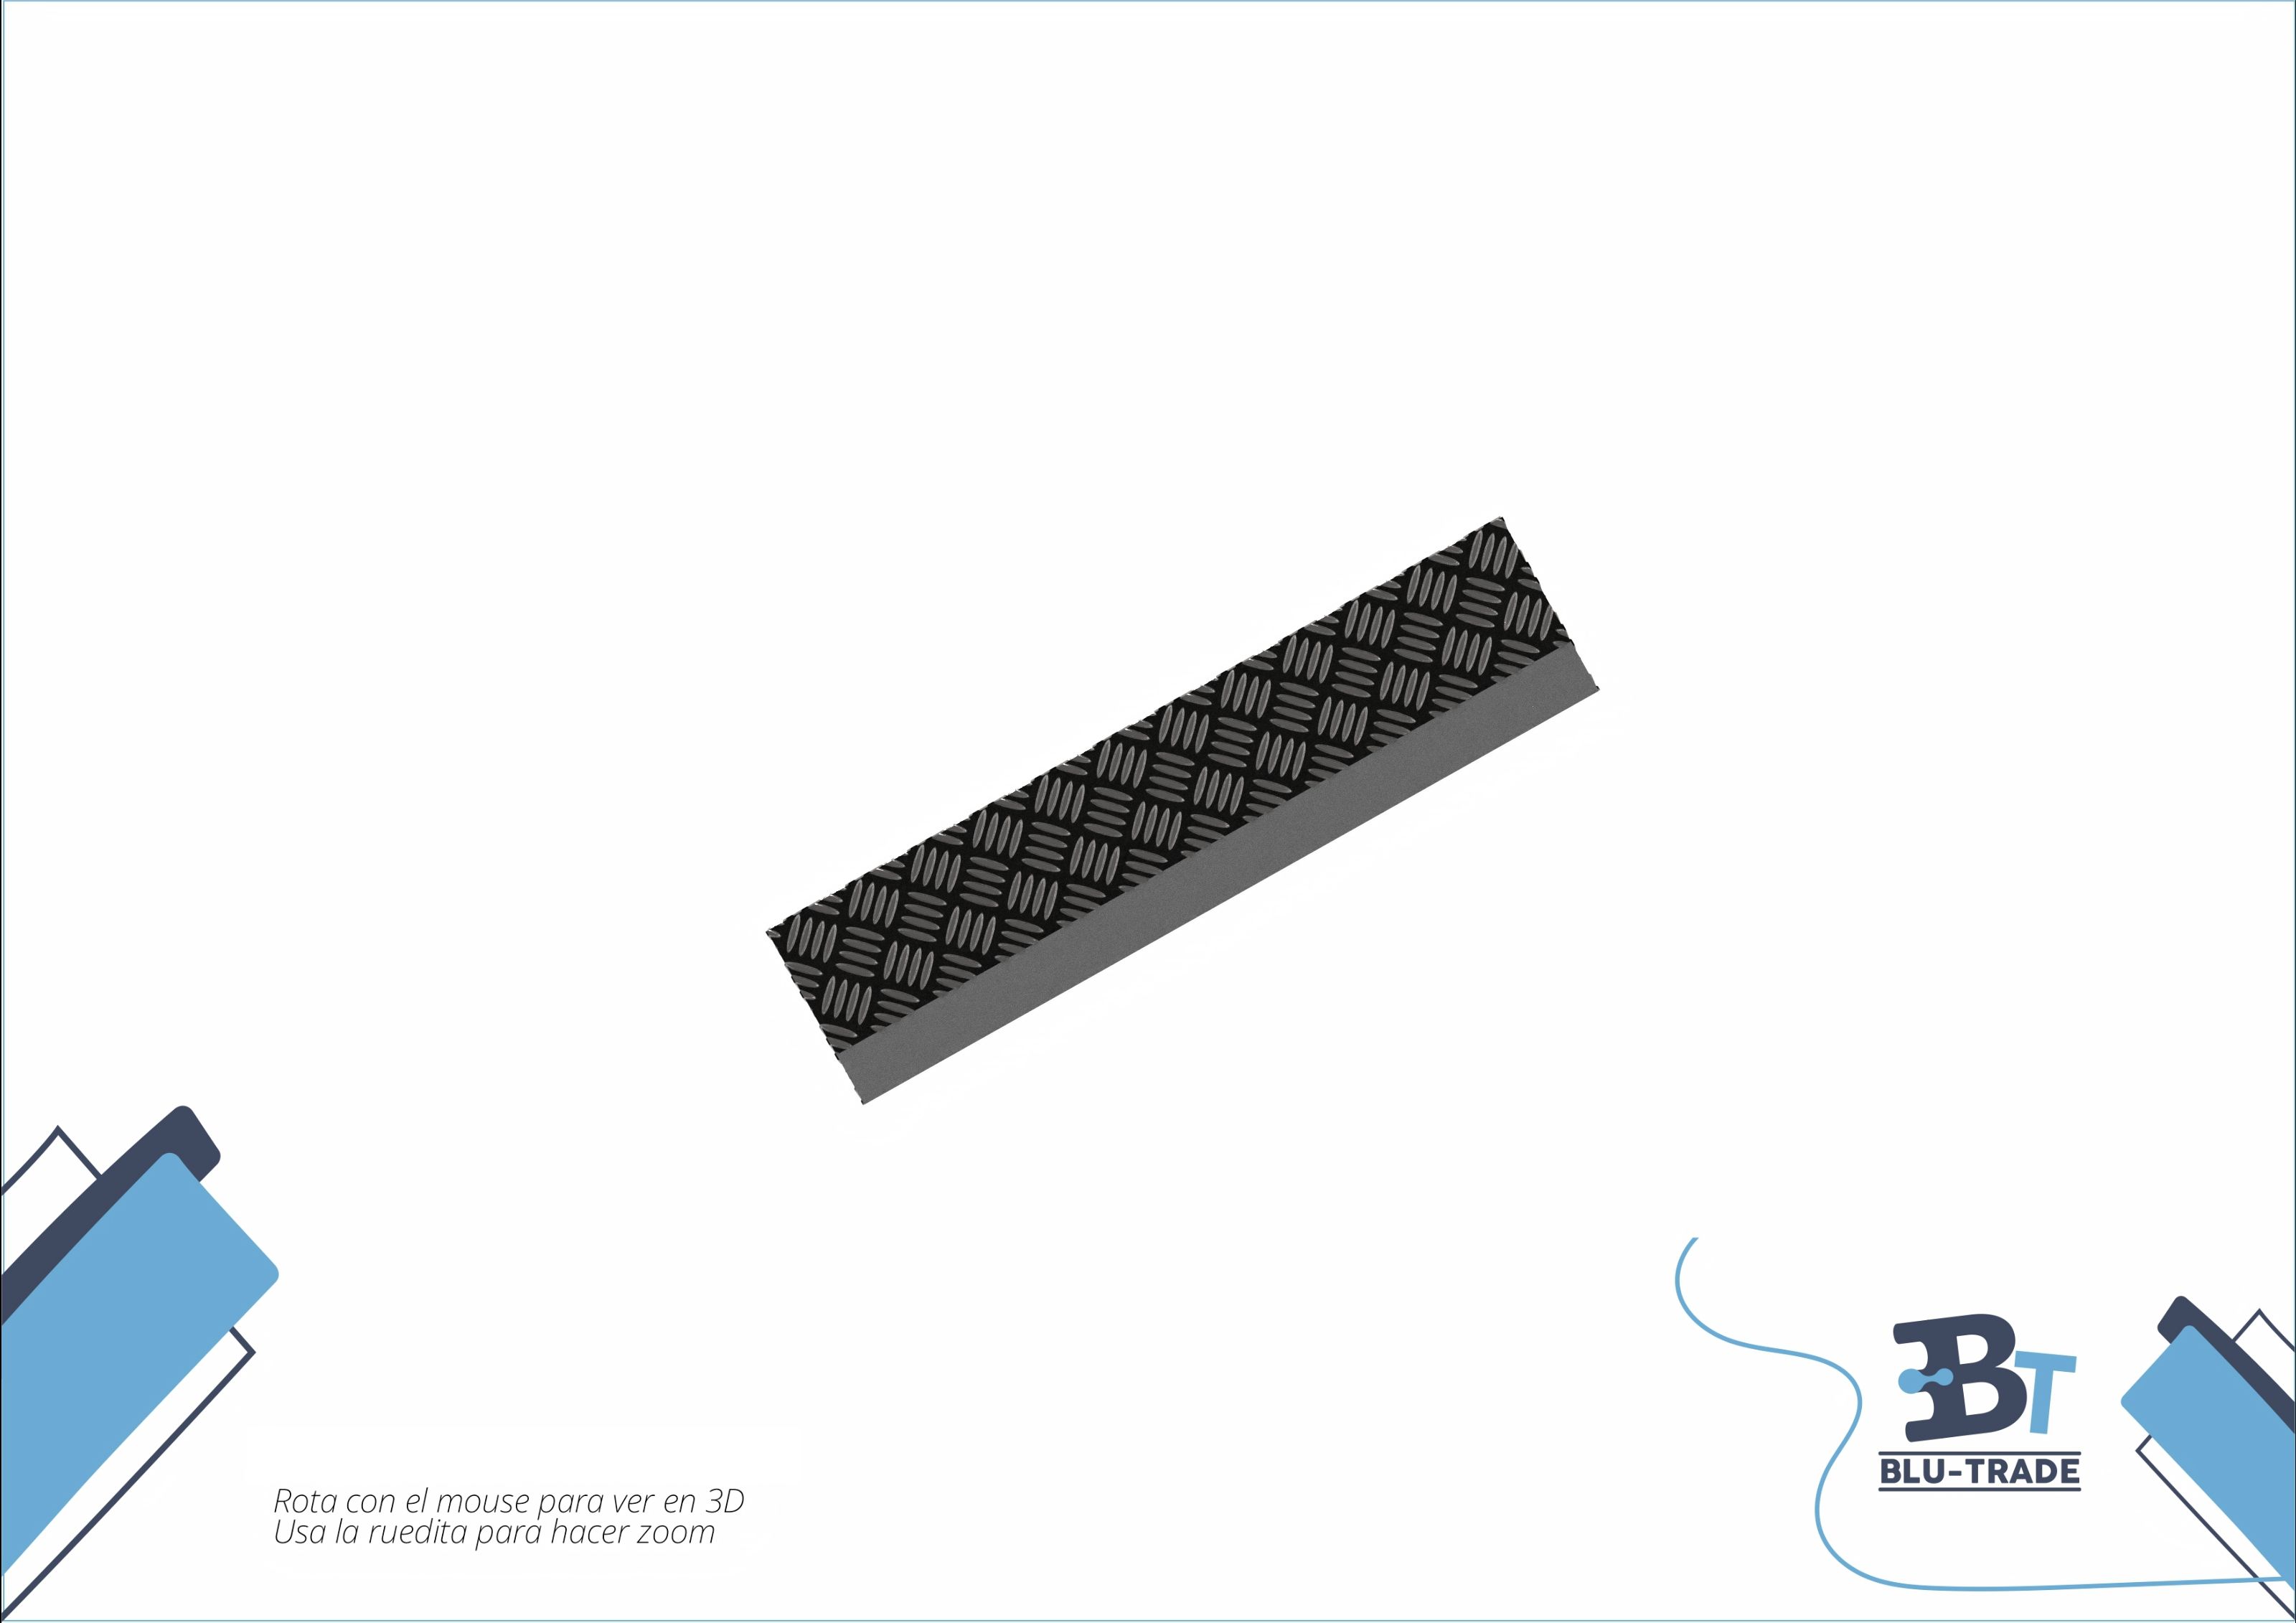 Rota con el mouse para ver en 3D
Usa la ruedita para hacer zoom
BT
BLU-TRADE